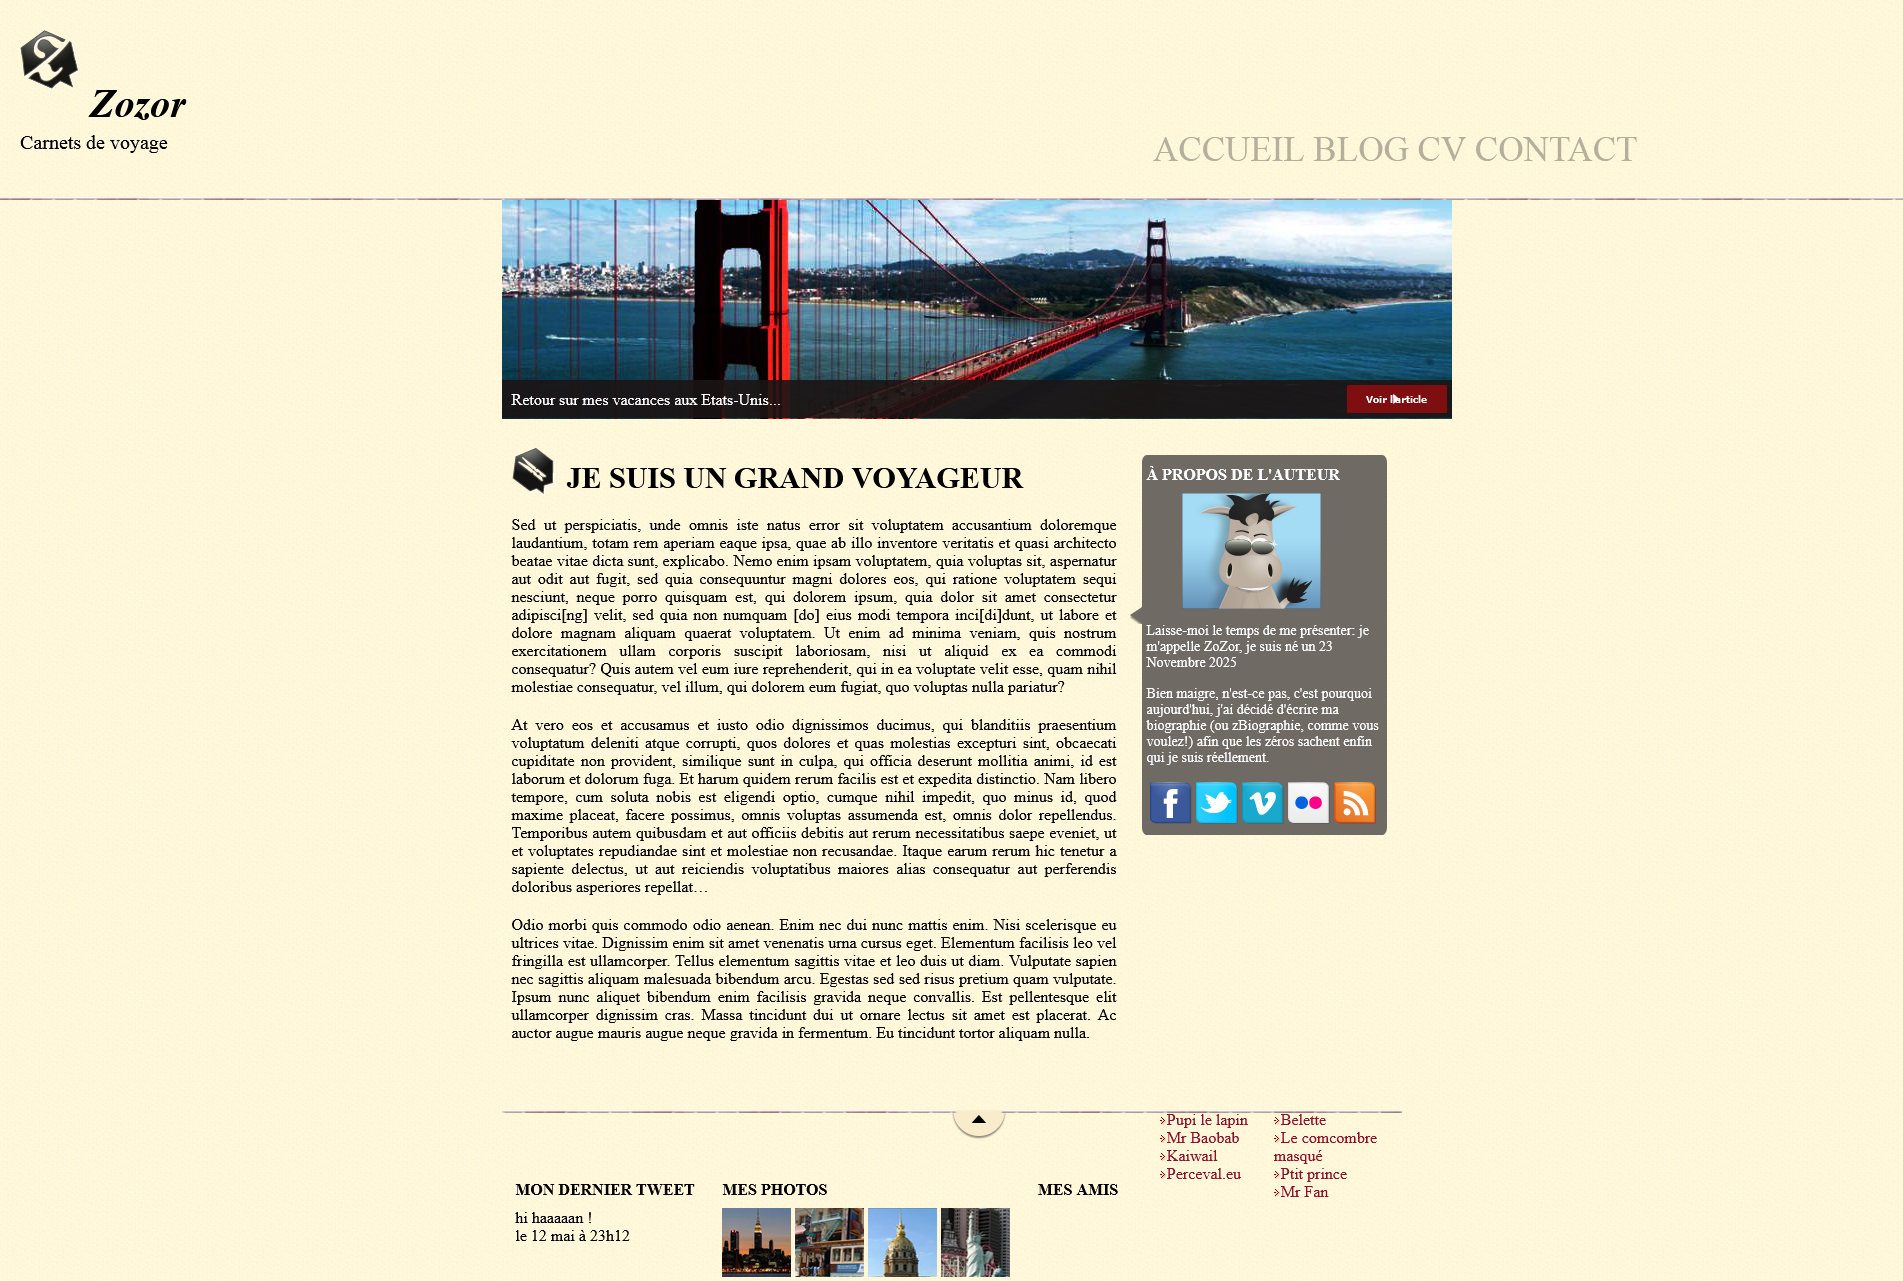 Zozor
Carnets de voyage
ACCUEIL BLOG CV CONTACT
Retour sur mes vacances aux Etats-Unis...
Voir l'article
JE SUIS UN GRAND VOYAGEUR
Sed ut perspiciatis, unde omnis iste natus error sit voluptatem accusantium doloremque
laudantium, totam rem aperiam eaque ipsa, quae ab illo inventore veritatis et quasi architecto
beatae vitae dicta sunt, explicabo. Nemo enim ipsam voluptatem, quia voluptas sit, aspernatur
aut odit aut fugit, sed quia consequuntur magni dolores eos, qui ratione voluptatem sequi
nesciunt, neque porro quisquam est, qui dolorem ipsum, quia dolor sit amet consectetur
adipisci[ng] velit, sed quia non numquam [do] eius modi tempora inci[di]dunt, ut labore et
dolore magnam aliquam quaerat voluptatem. Ut enim ad minima veniam, quis nostrum
exercitationem ullam corporis suscipit laboriosam, nisi ut aliquid ex ea commodi
consequatur? Quis autem vel eum iure reprehenderit, qui in ea voluptate velit esse, quam nihil
molestiae consequatur, vel illum, qui dolorem eum fugiat, quo voluptas nulla pariatur?
At vero eos et accusamus et iusto odio dignissimos ducimus, qui blanditiis praesentium
voluptatum deleniti atque corrupti, quos dolores et quas molestias excepturi sint, obcaecati
cupiditate non provident, similique sunt in culpa, qui officia deserunt mollitia animi, id est
laborum et dolorum fuga. Et harum quidem rerum facilis est et expedita distinctio. Nam libero
tempore, cum soluta nobis est eligendi optio, cumque nihil impedit, quo minus id, quod
maxime placeat, facere possimus, omnis voluptas assumenda est, omnis dolor repellendus.
Temporibus autem quibusdam et aut officiis debitis aut rerum necessitatibus saepe eveniet, ut
et voluptates repudiandae sint et molestiae non recusandae. Itaque earum rerum hic tenetur a
sapiente delectus, ut aut reiciendis voluptatibus maiores alias consequatur aut perferendis
doloribus asperiores repellat…
Odio morbi quis commodo odio aenean. Enim nec dui nunc mattis enim. Nisi scelerisque eu
ultrices vitae. Dignissim enim sit amet venenatis urna cursus eget. Elementum facilisis leo vel
fringilla est ullamcorper. Tellus elementum sagittis vitae et leo duis ut diam. Vulputate sapien
nec sagittis aliquam malesuada bibendum arcu. Egestas sed sed risus pretium quam vulputate.
Ipsum nunc aliquet bibendum enim facilisis gravida neque convallis. Est pellentesque elit
ullamcorper dignissim cras. Massa tincidunt dui ut ornare lectus sit amet est placerat. Ac
auctor augue mauris augue neque gravida in fermentum. Eu tincidunt tortor aliquam nulla.
À PROPOS DE L'AUTEUR
Laisse-moi le temps de me présenter: je
m'appelle ZoZor, je suis né un 23
Novembre 2025
Bien maigre, n'est-ce pas, c'est pourquoi
aujourd'hui, j'ai décidé d'écrire ma
biographie (ou zBiographie, comme vous
voulez!) afin que les zéros sachent enfin
qui je suis réellement.
MON DERNIER TWEET
hi haaaaan !
le 12 mai à 23h12
MES PHOTOS
MES AMIS
Pupi le lapin
Mr Baobab
Kaiwail
Perceval.eu
Belette
Le comcombre
masqué
Ptit prince
Mr Fan